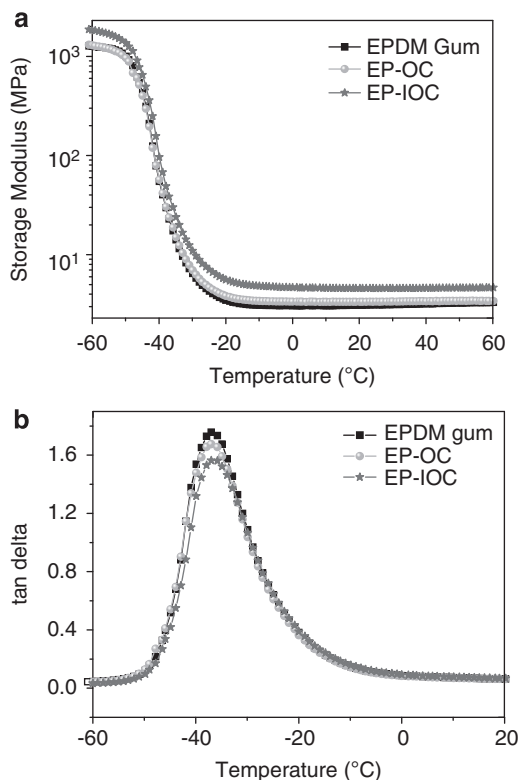 a
Storage Modulus (MPa)
10³
10²
10¹
EPDM Gum
EP-OC
EP-IOC
-60 -40 -20 0 20 40 60
Temperature (°C)
b
tan delta
1.6
1.2
0.8
0.4
0.0
EPDM gum
EP-OC
EP-IOC
-60 -40 -20 0 20
Temperature (°C)